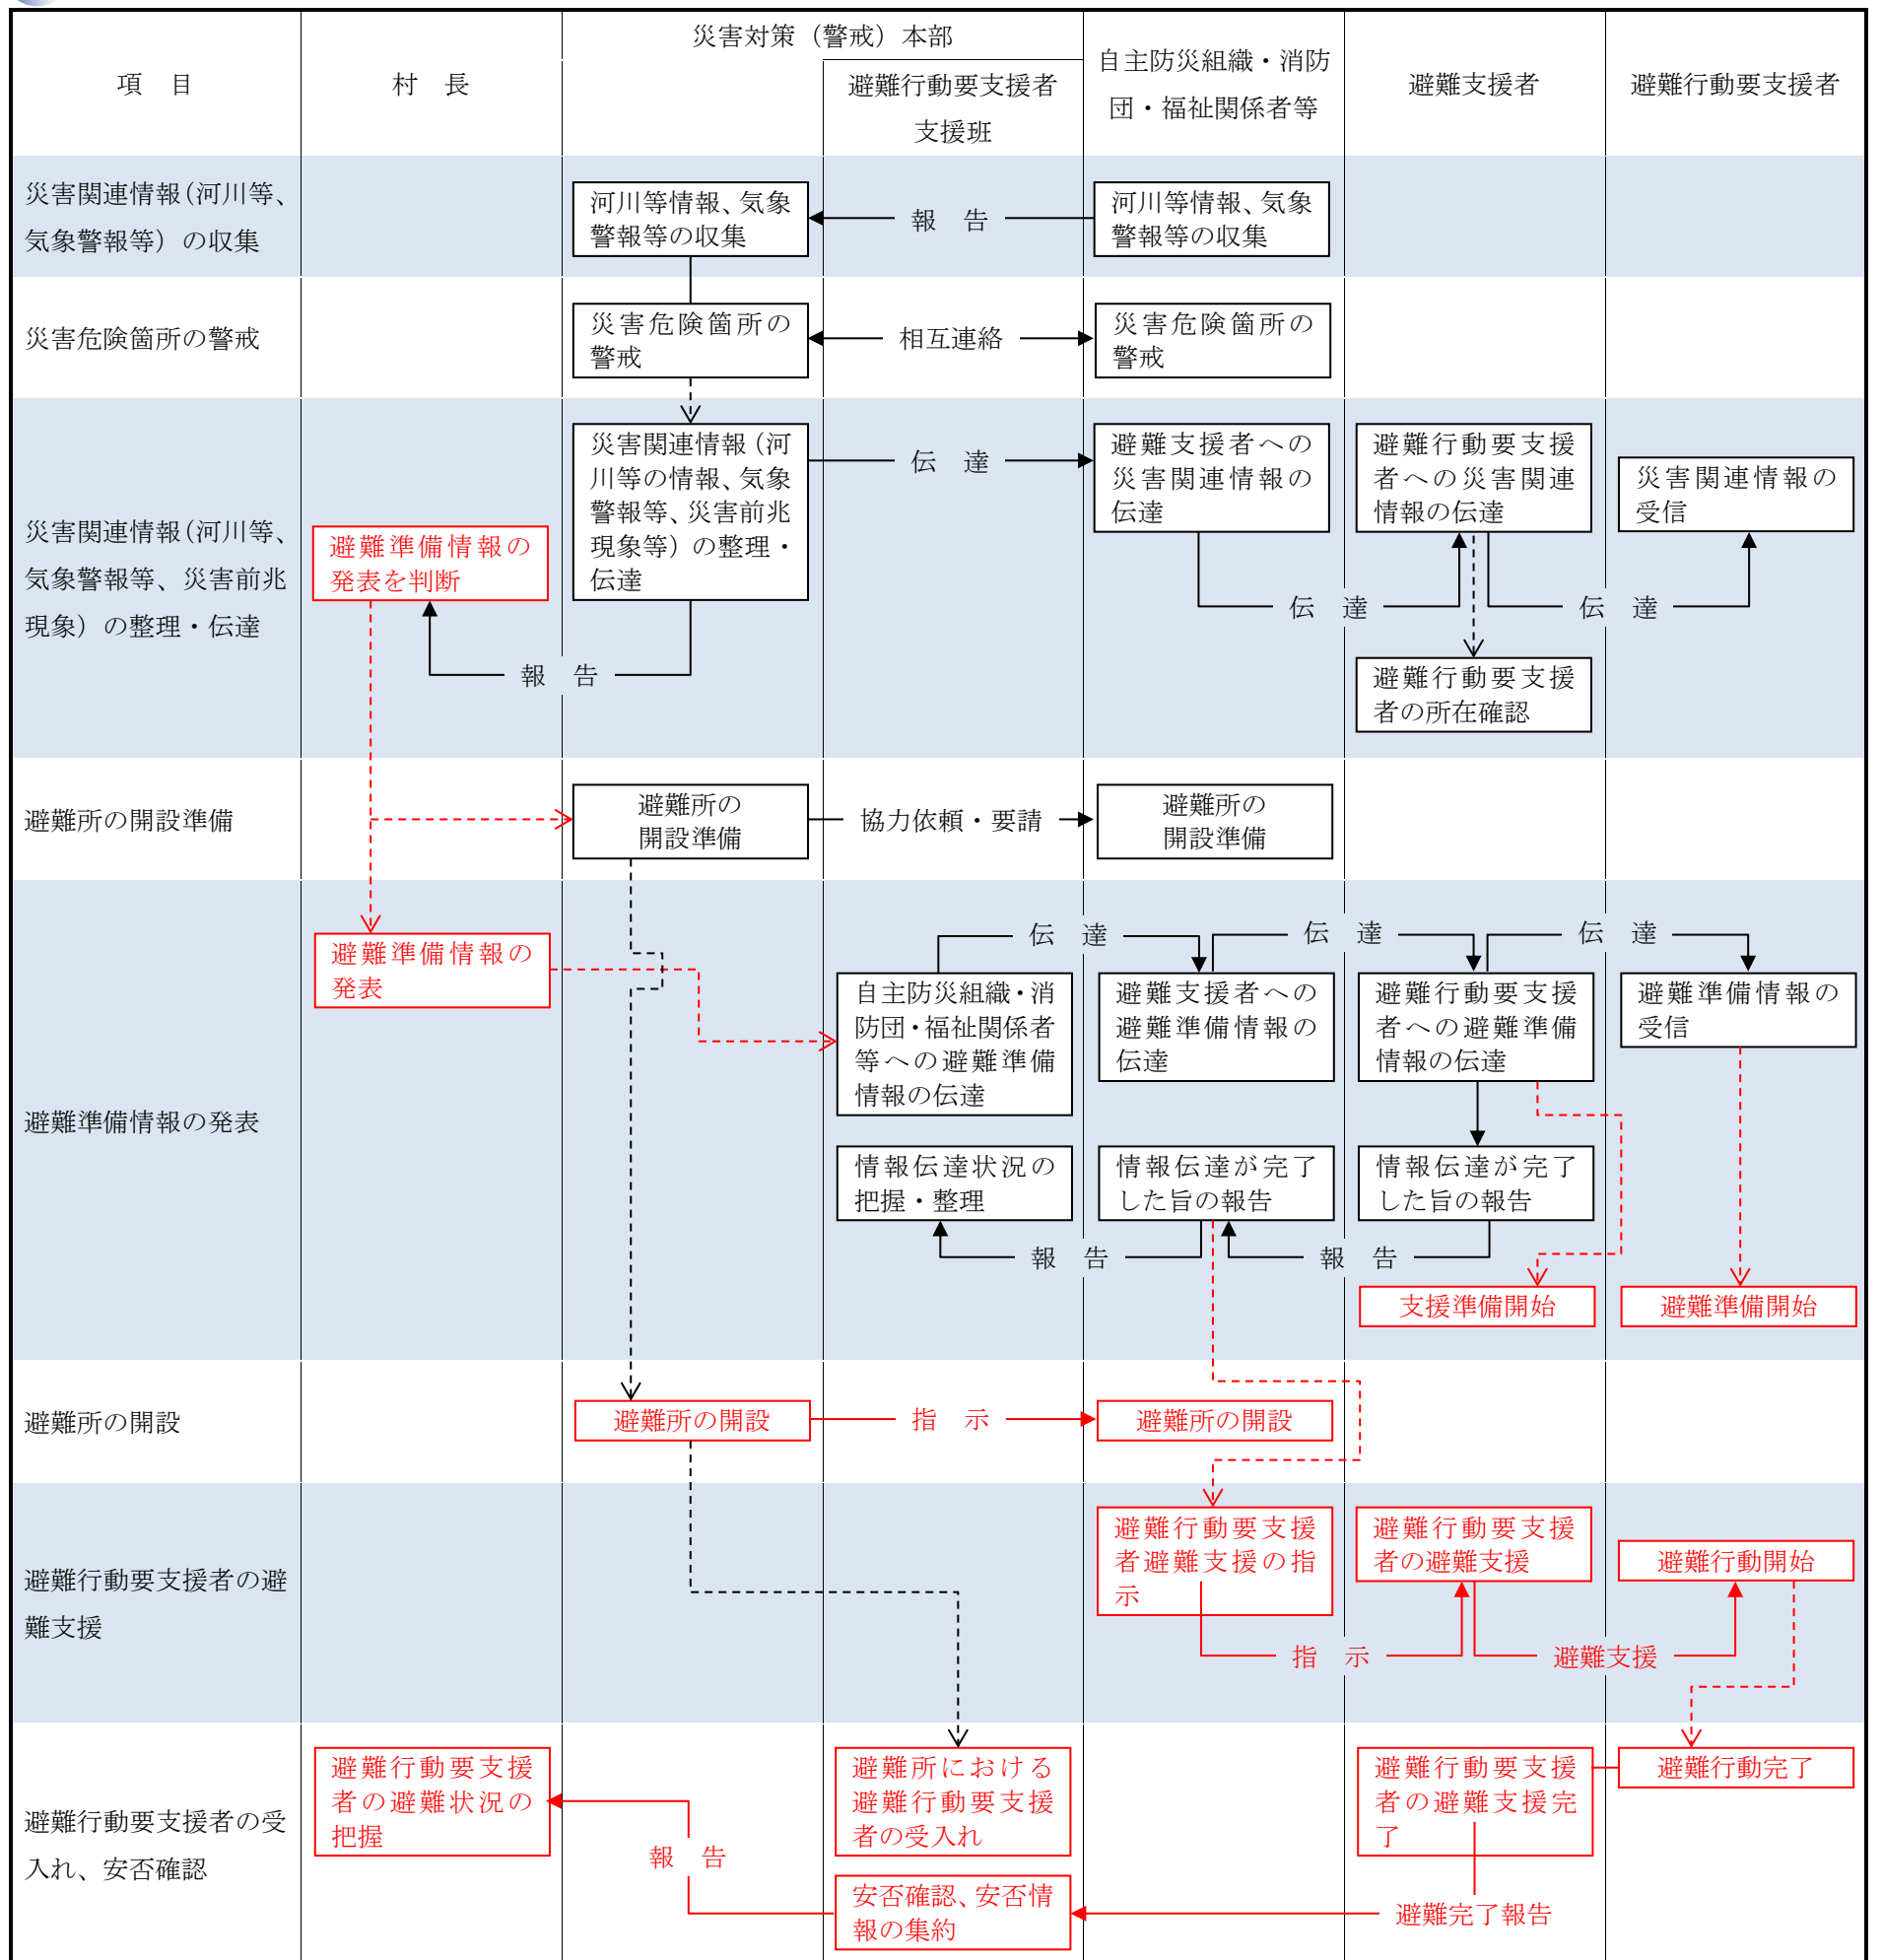 項　目
村　長
災害対策（警戒）本部
避難行動要支援者
支援班
自主防災組織・消防
団・福祉関係者等
避難支援者
避難行動要支援者
災害関連情報（河川等、
気象警報等）の収集
河川等情報、気象
警報等の収集
報　告
河川等情報、気象
警報等の収集
災害危険箇所の警戒
災害危険箇所の
警戒
相互連絡
災害危険箇所の
警戒
災害関連情報（河川等、
気象警報等、災害前兆
現象）の整理・伝達
避難準備情報の
発表を判断
災害関連情報（河
川等の情報、気象
警報等、災害前兆
現象等）の整理・
伝達
伝　達
避難支援者への
災害関連情報の
伝達
避難行動要支援
者への災害関連
情報の伝達
災害関連情報の
受信
伝　達
伝　達
報　告
避難行動要支援
者の所在確認
避難所の開設準備
避難所の
開設準備
協力依頼・要請
避難所の
開設準備
避難準備情報の発表
避難準備情報の
発表
伝　達
伝　達
伝　達
自主防災組織・消
防団・福祉関係者
等への避難準備
情報の伝達
避難支援者への
避難準備情報の
伝達
避難行動要支援
者への避難準備
情報の伝達
避難準備情報の
受信
情報伝達状況の
把握・整理
情報伝達が完了
した旨の報告
情報伝達が完了
した旨の報告
報　告
報　告
支援準備開始
避難準備開始
避難所の開設
避難所の開設
指　示
避難所の開設
避難行動要支援者の避
難支援
避難行動要支援
者避難支援の指
示
避難行動要支援
者の避難支援
避難行動開始
指　示
避難支援
避難行動要支援者の受
入れ、安否確認
避難行動要支援
者の避難状況の
把握
報　告
避難所における
避難行動要支援
者の受入れ
避難行動要支援
者の避難支援完
了
避難行動完了
安否確認、安否情
報の集約
避難完了報告